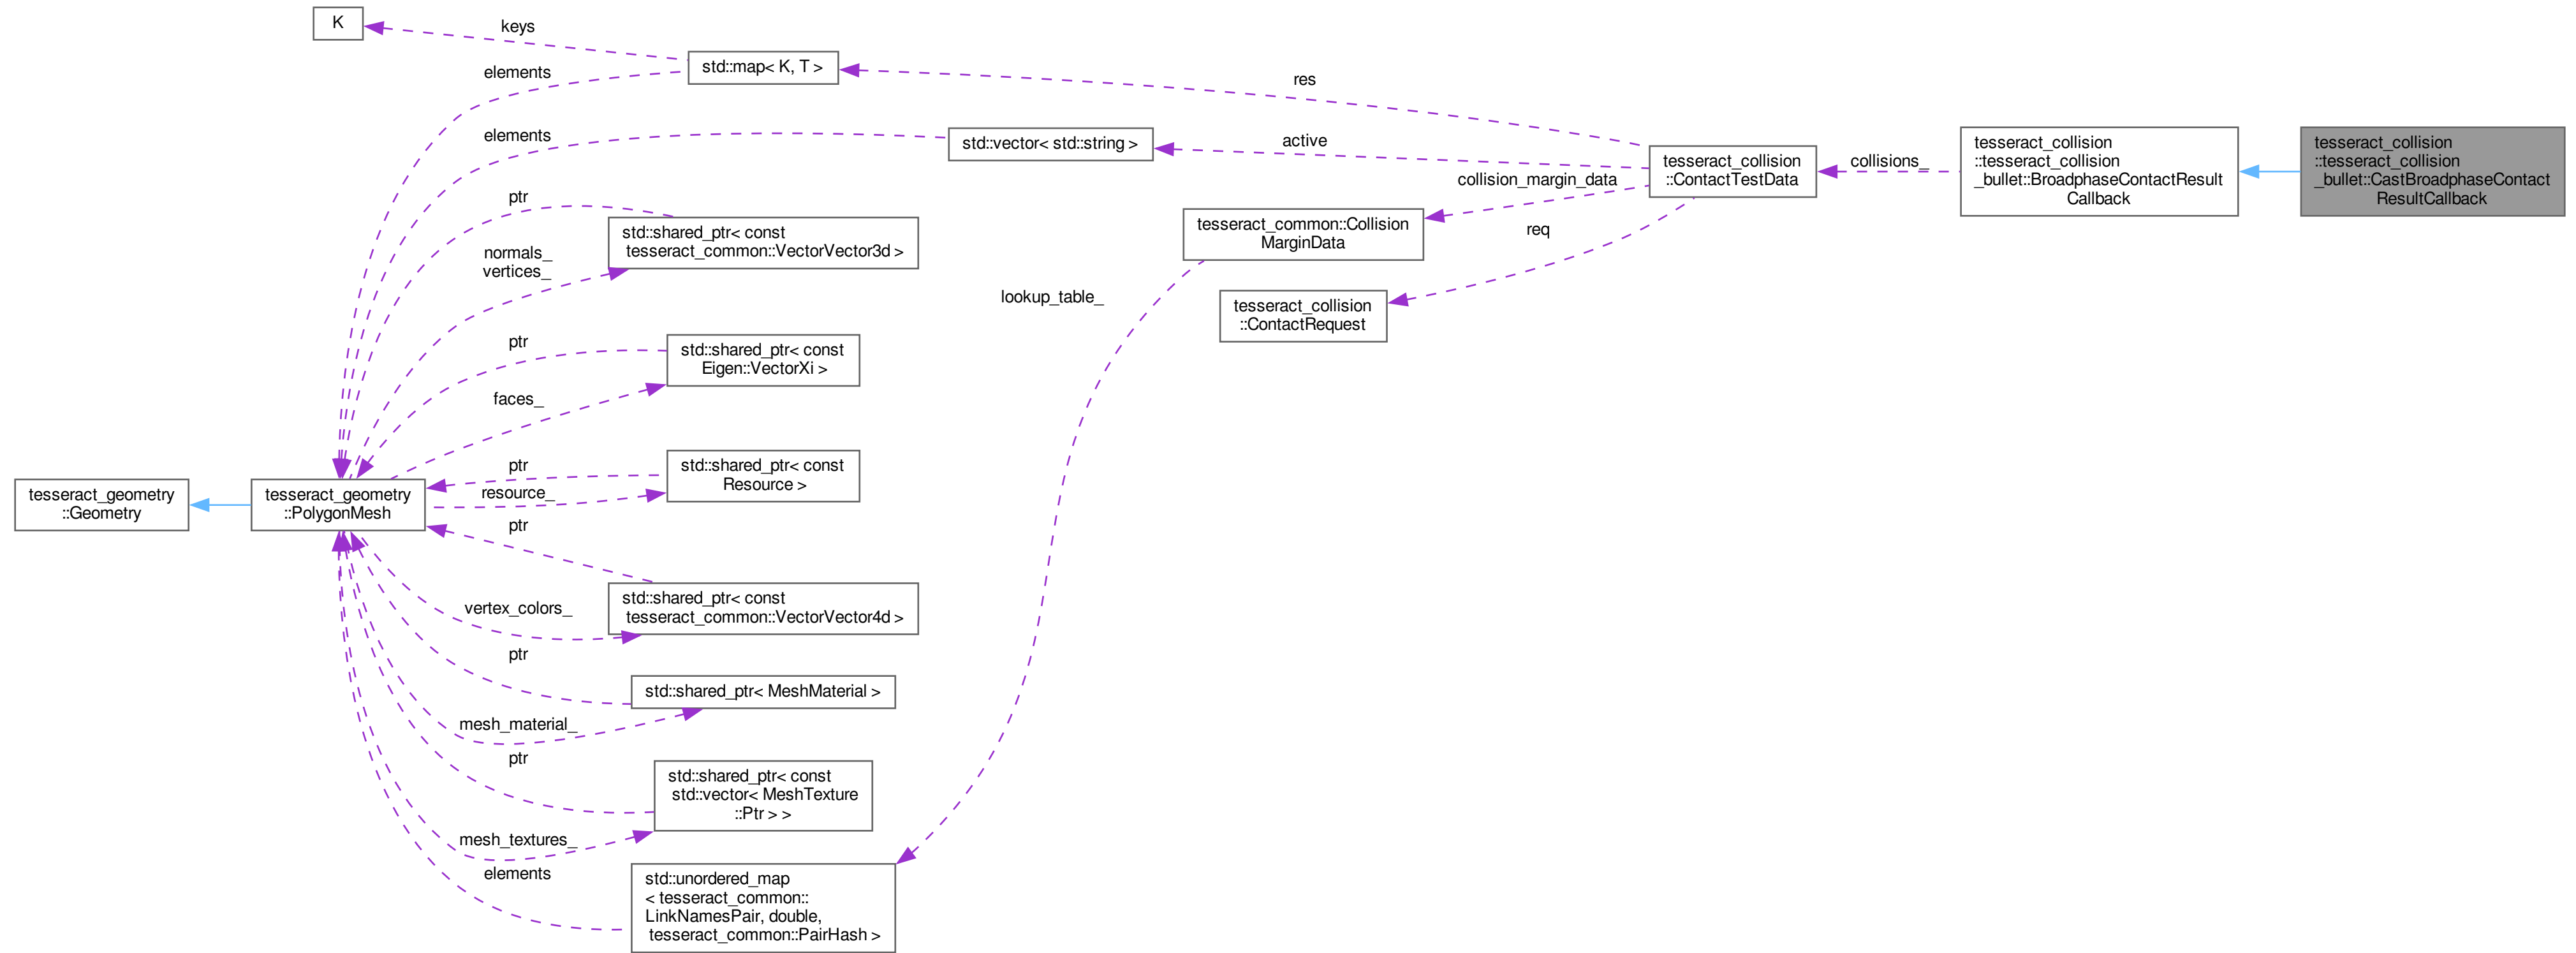 K
keys
std::map< K, T >
elements
res
elements
std::vector< std::string >
active
tesseract_collision
::ContactTestData
collisions_
tesseract_collision
::tesseract_collision
_bullet::BroadphaseContactResult
Callback
tesseract_collision
::tesseract_collision
_bullet::CastBroadphaseContact
ResultCallback
collision_margin_data
ptr
std::shared_ptr< const
tesseract_common::VectorVector3d >
tesseract_common::Collision
MarginData
req
normals_
vertices_
lookup_table_
tesseract_collision
::ContactRequest
ptr
std::shared_ptr< const
Eigen::VectorXi >
faces_
ptr
std::shared_ptr< const
Resource >
resource_
tesseract_geometry
::Geometry
tesseract_geometry
::PolygonMesh
ptr
std::shared_ptr< const
tesseract_common::VectorVector4d >
vertex_colors_
ptr
std::shared_ptr< MeshMaterial >
mesh_material_
ptr
std::shared_ptr< const
std::vector< MeshTexture
::Ptr > >
mesh_textures_
elements
std::unordered_map
< tesseract_common::
LinkNamesPair, double,
tesseract_common::PairHash >